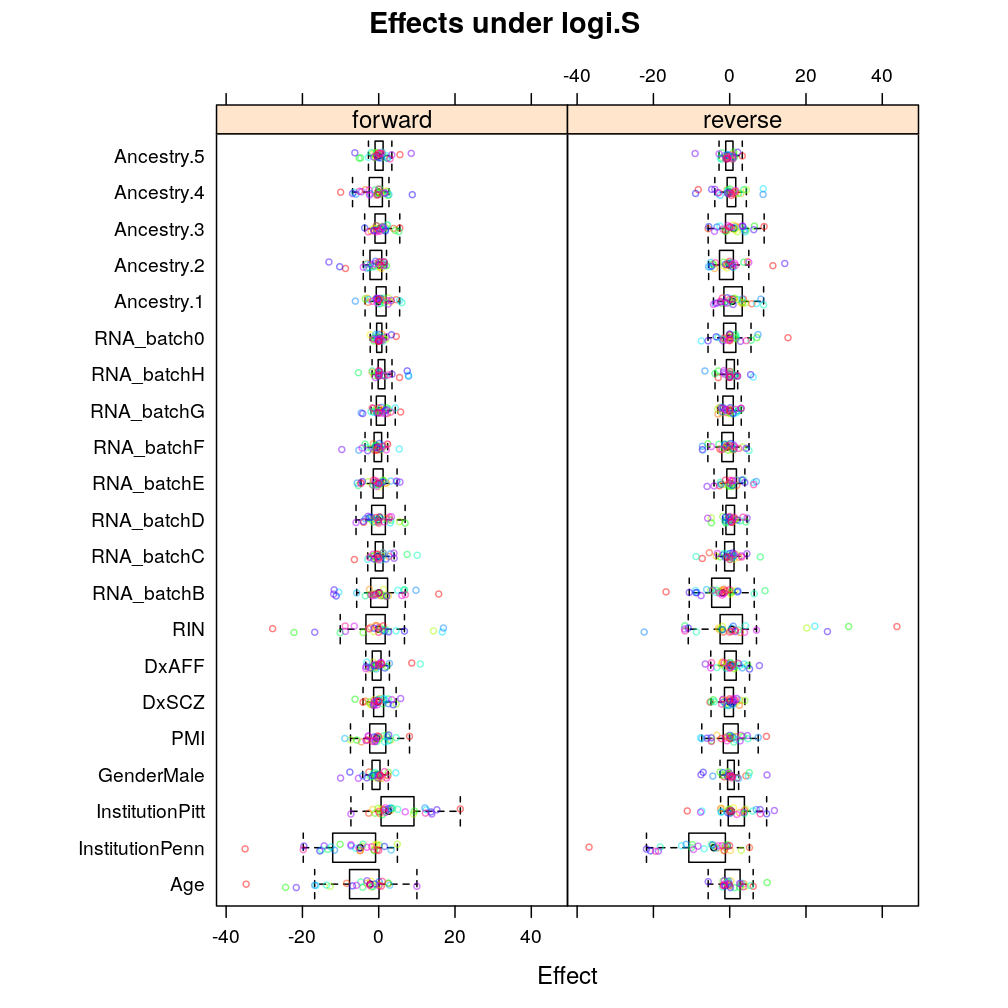 Effects under logi.S
-40 -20 0 20 40
forward reverse
Ancestry.5
Ancestry.4
Ancestry.3
Ancestry.2
Ancestry.1
RNA_batch0
RNA_batchH
RNA_batchG
RNA_batchF
RNA_batchE
RNA_batchD
RNA_batchC
RNA_batchB
RIN
DxAFF
DxSCZ
PMI
GenderMale
InstitutionPitt
InstitutionPenn
Age
-40 -20 0 20 40
Effect